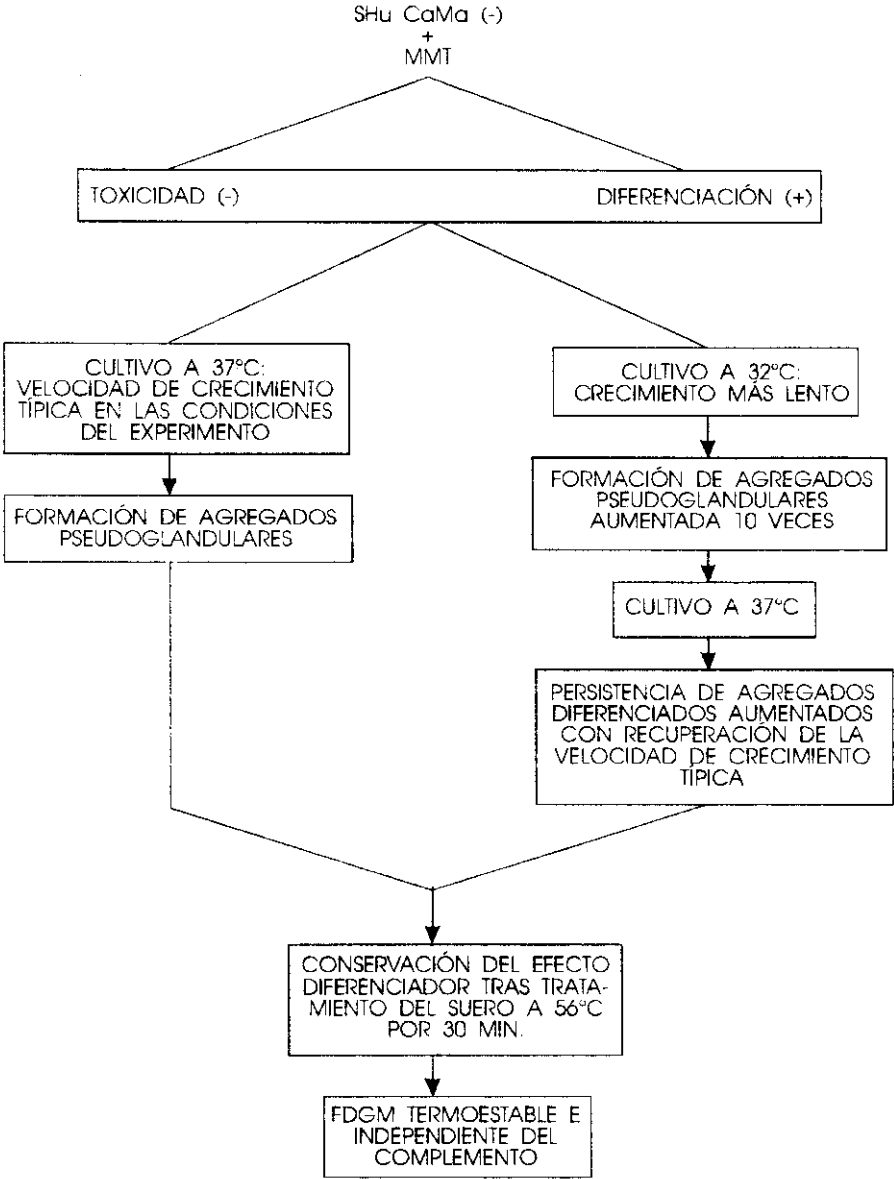 SHu CaMa (-)
+
MMT
TOXICIDAD (-) DIFERENCIACIÓN (+)
CULTIVO A 37°C:
VELOCIDAD DE CRECIMIENTO
TÍPICA EN LAS CONDICIONES
DEL EXPERIMENTO
FORMACIÓN DE AGREGADOS
PSEUDOGLANDULARES
CULTIVO A 32°C:
CRECIMIENTO MÁS LENTO
FORMACIÓN DE AGREGADOS
PSEUDOGLANDULARES
AUMENTADA 10 VECES
CULTIVO A 37°C
PERSISTENCIA DE AGREGADOS
DIFERENCIADOS AUMENTADOS
CON RECUPERACIÓN DE LA
VELOCIDAD DE CRECIMIENTO
TÍPICA
CONSERVACIÓN DEL EFECTO
DIFERENCIADOR TRAS TRATA-
MIENTO DEL SUERO A 56°C
POR 30 MIN.
FDGM TERMOESTABLE E
INDEPENDIENTE DEL
COMPLEMENTO